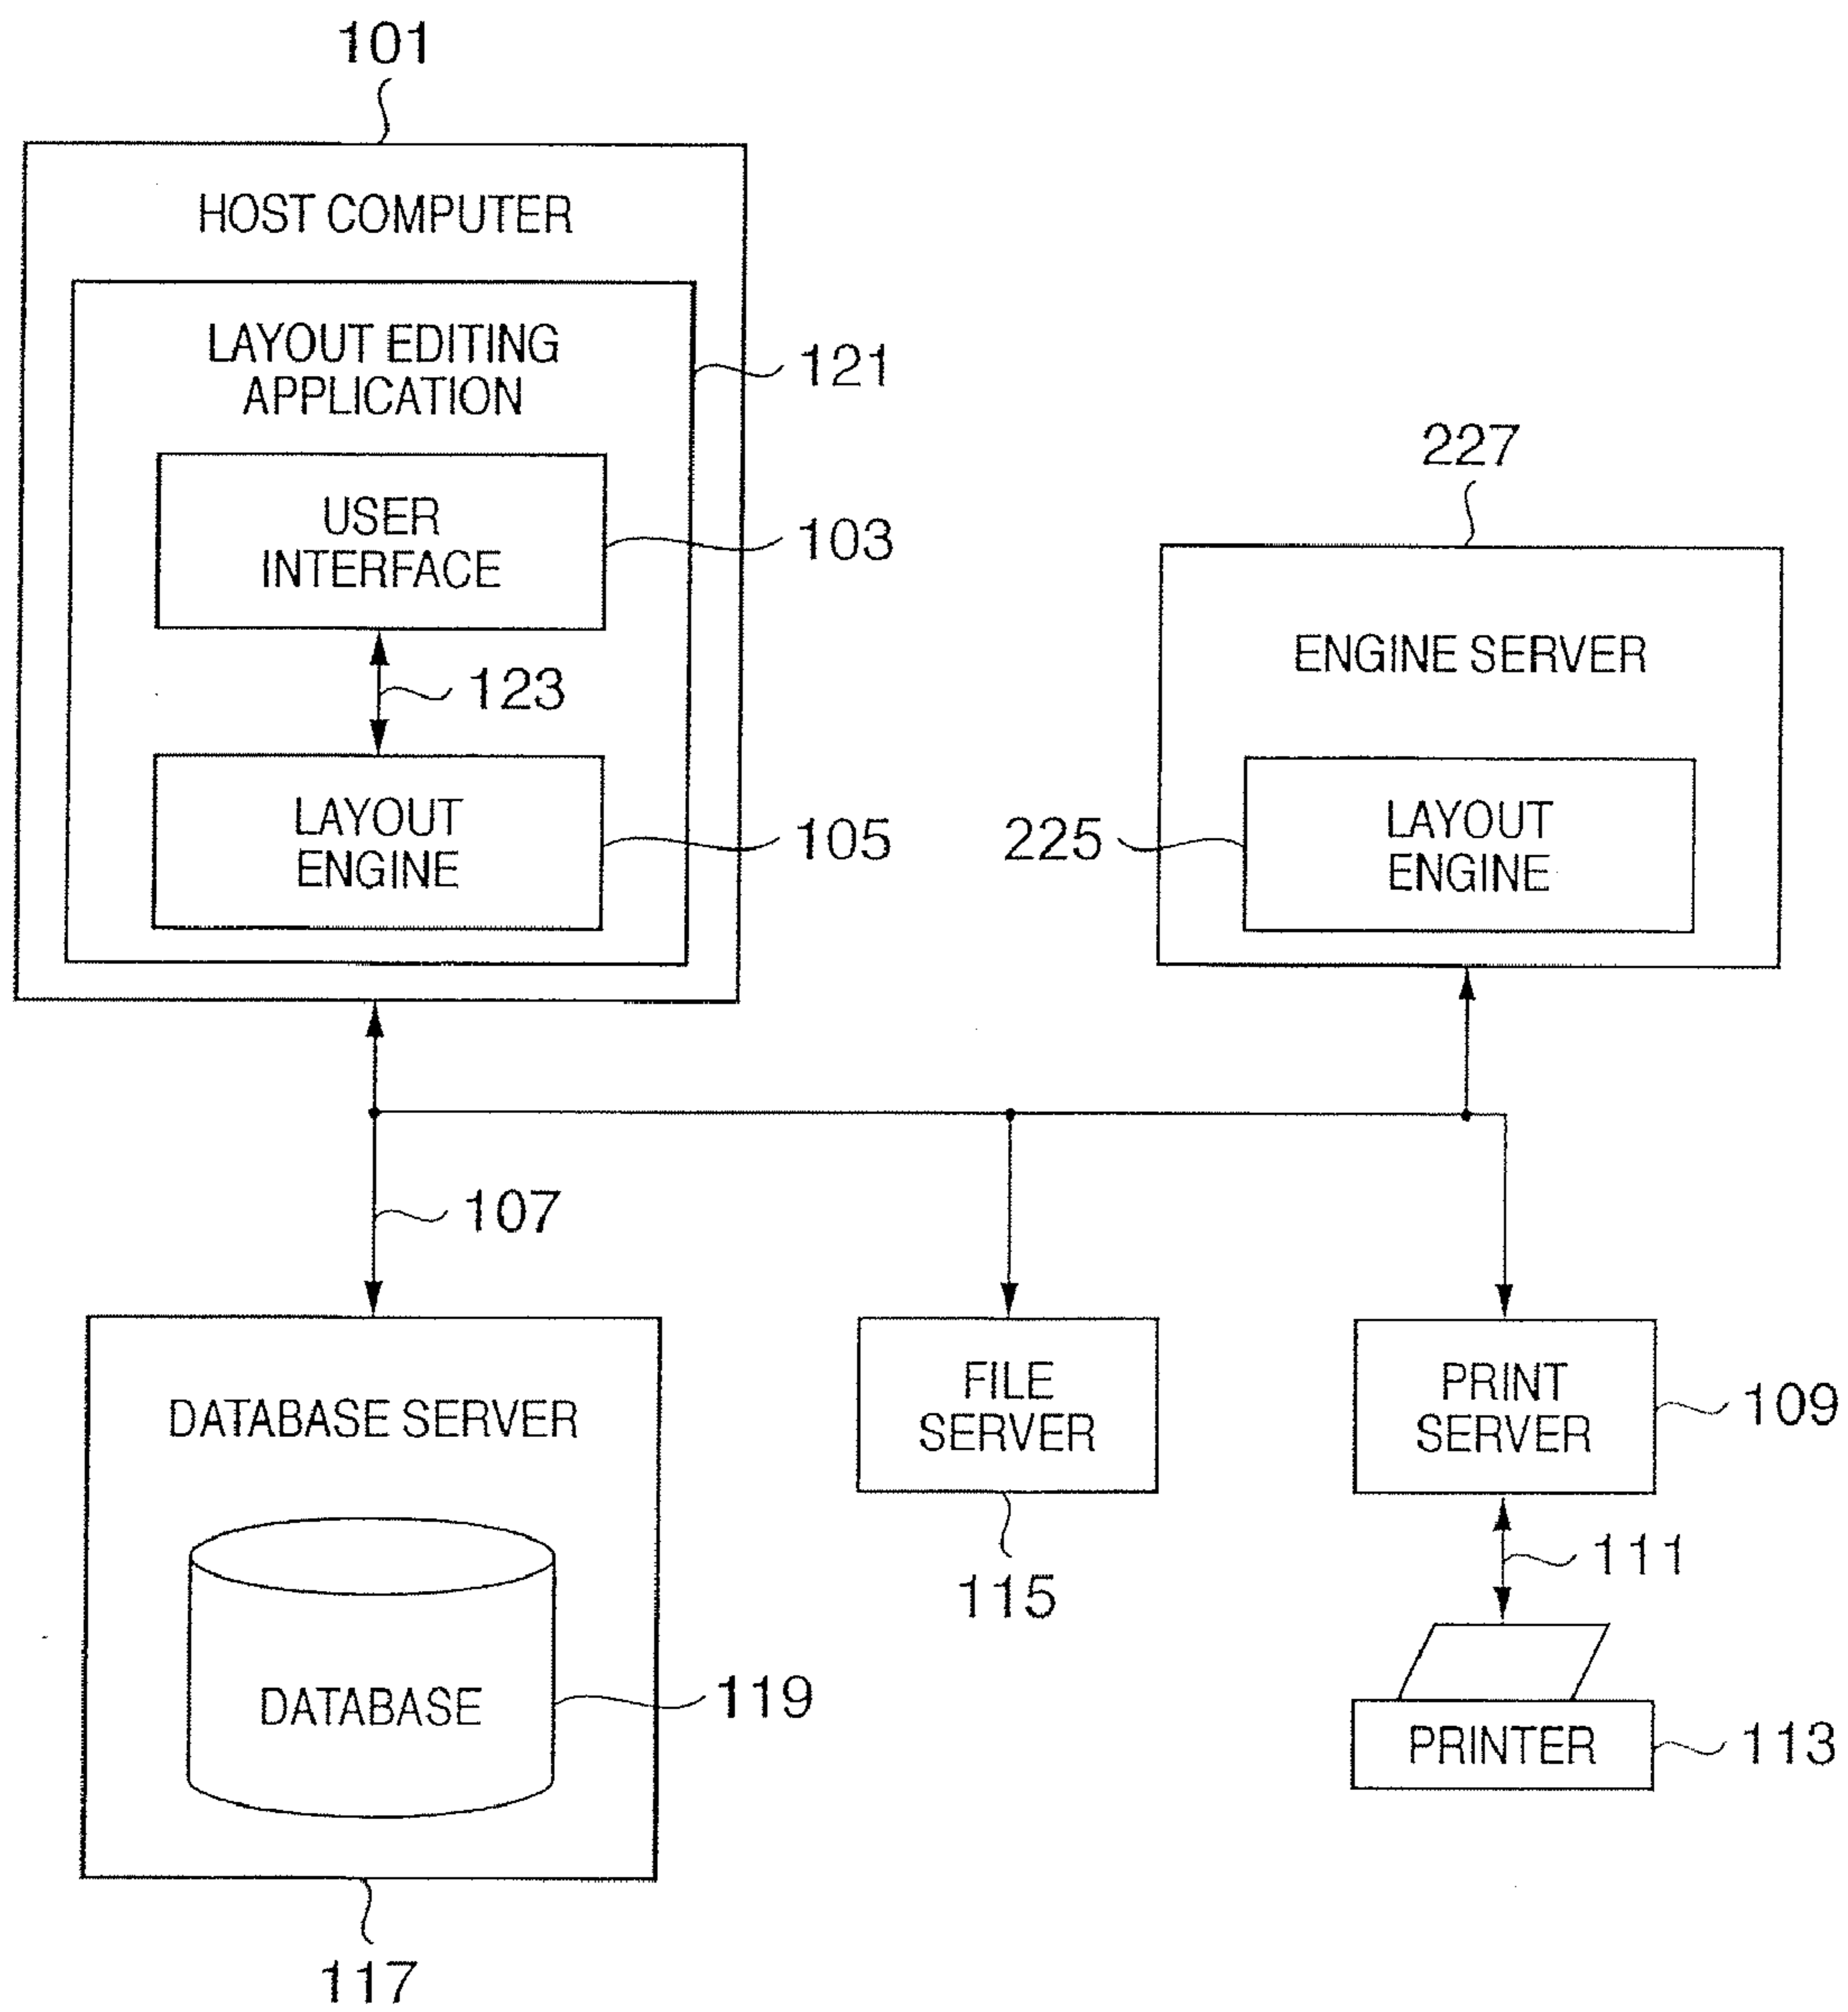 101
HOST COMPUTER
LAYOUT EDITING
APPLICATION
121
USER
INTERFACE
103
123
LAYOUT
ENGINE
105
227
ENGINE SERVER
225
LAYOUT
ENGINE
107
DATABASE SERVER
DATABASE
119
117
FILE
SERVER
115
PRINT
SERVER
109
111
PRINTER
113